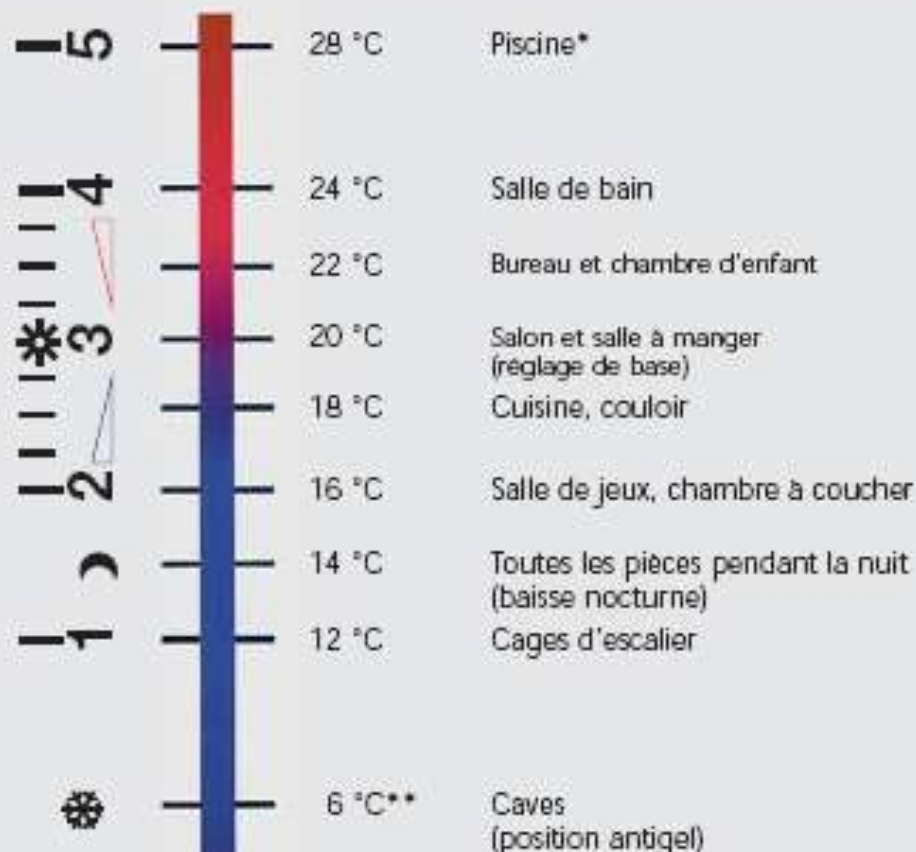 5 28 °C Piscine*
4 24 °C Salle de bain
22 °C Bureau et chambre d'enfant
3 20 °C Salon et salle à manger
(réglage de base)
18 °C Cuisine, couloir
2 16 °C Salle de jeux, chambre à coucher
14 °C Toutes les pièces pendant la nuit
(baisse nocturne)
1 12 °C Cages d'escalier
6 °C** Caves
(position antigel)